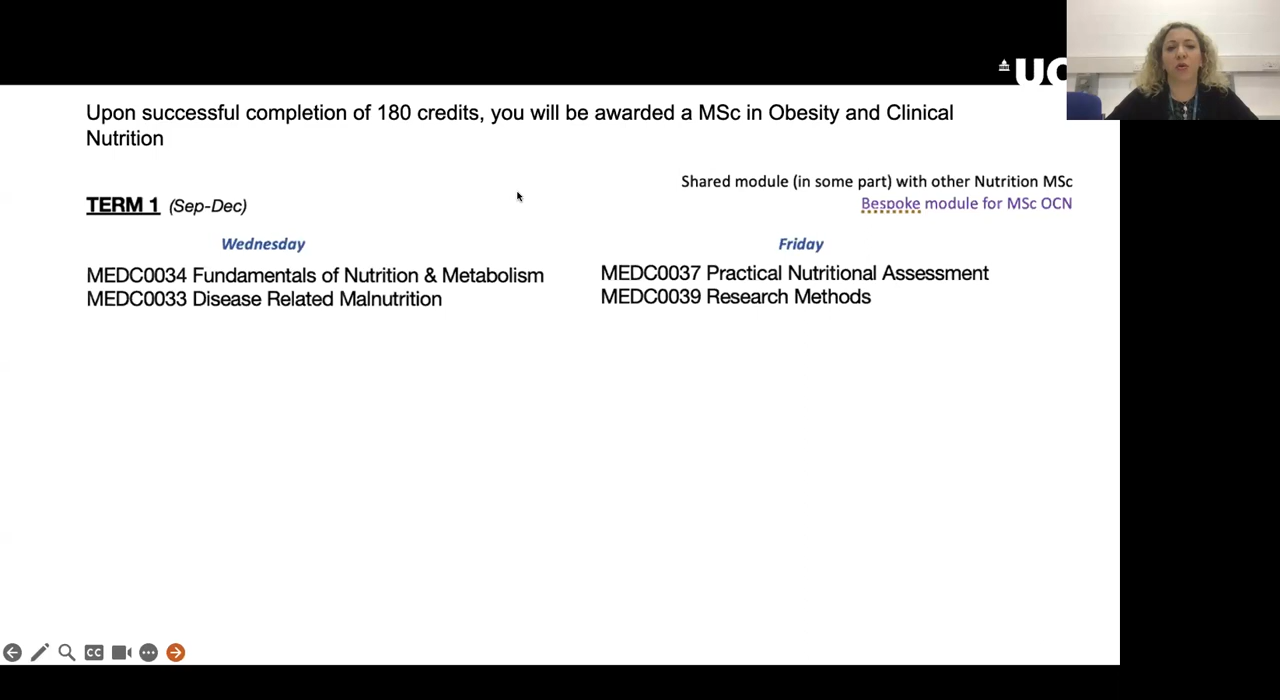 UC
Upon successful completion of 180 credits, you will be awarded a MSc in Obesity and Clinical
Nutrition
Shared module (in some part) with other Nutrition MSc
Bespoke module for MSc OCN
TERM 1 (Sep-Dec)
Wednesday
MEDC0034 Fundamentals of Nutrition & Metabolism
MEDC0033 Disease Related Malnutrition
Friday
MEDC0037 Practical Nutritional Assessment
MEDC0039 Research Methods
CC